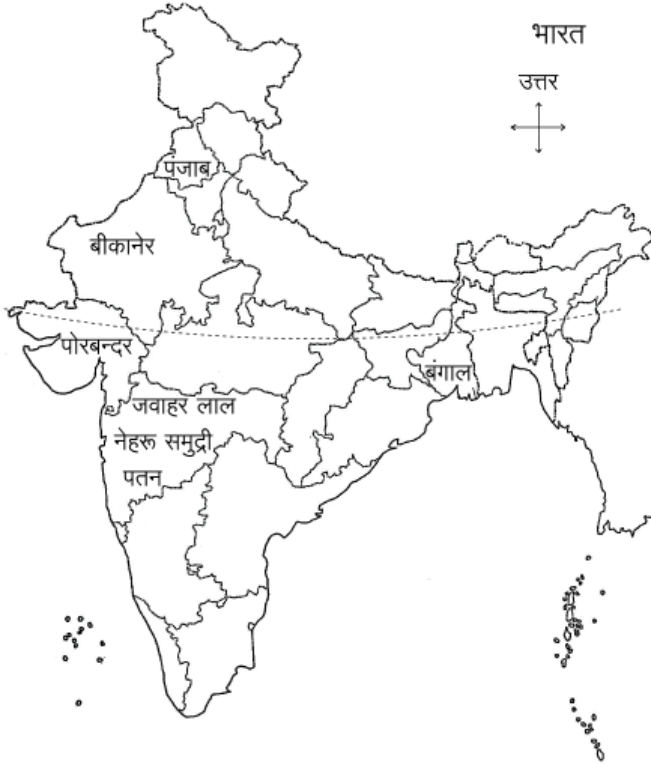 भारत
उत्तर
पंजाब
बीकानेर
पोरबन्दर
बंगाल
जवाहर लाल
नेहरू समुद्री
पतन